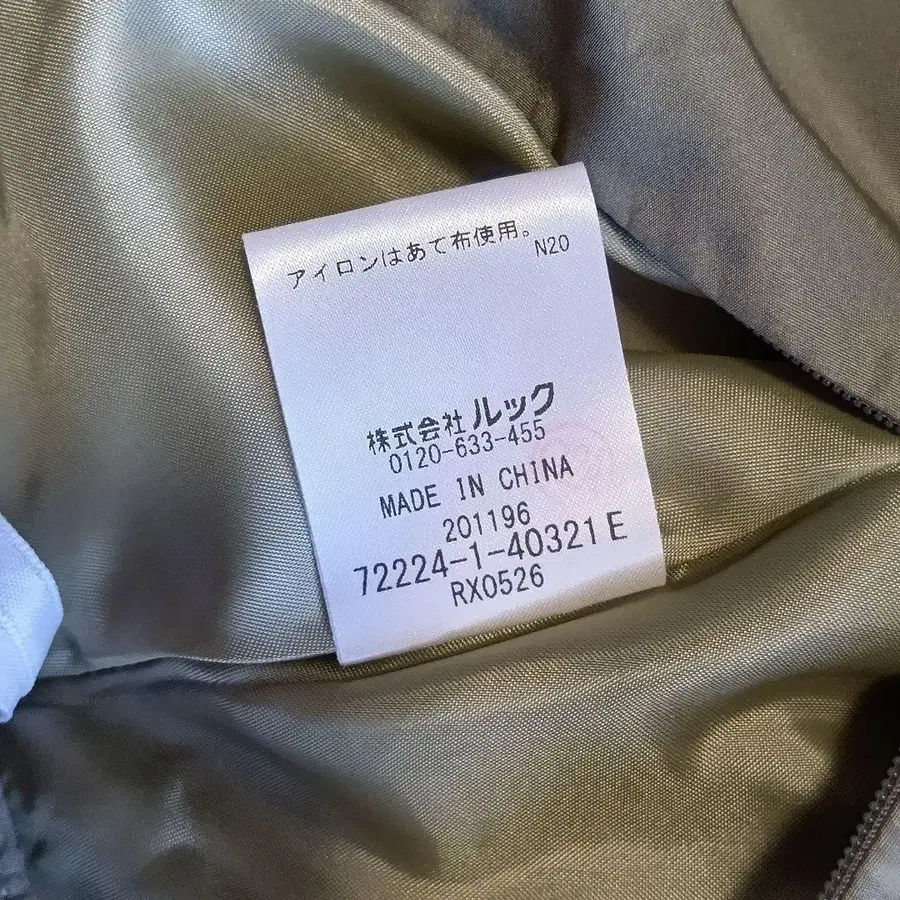 アイロンはあて布使用。
N20
株式会社ルック
0120-633-455
MADE IN CHINA
201196
72224-1-40321E
RX0526